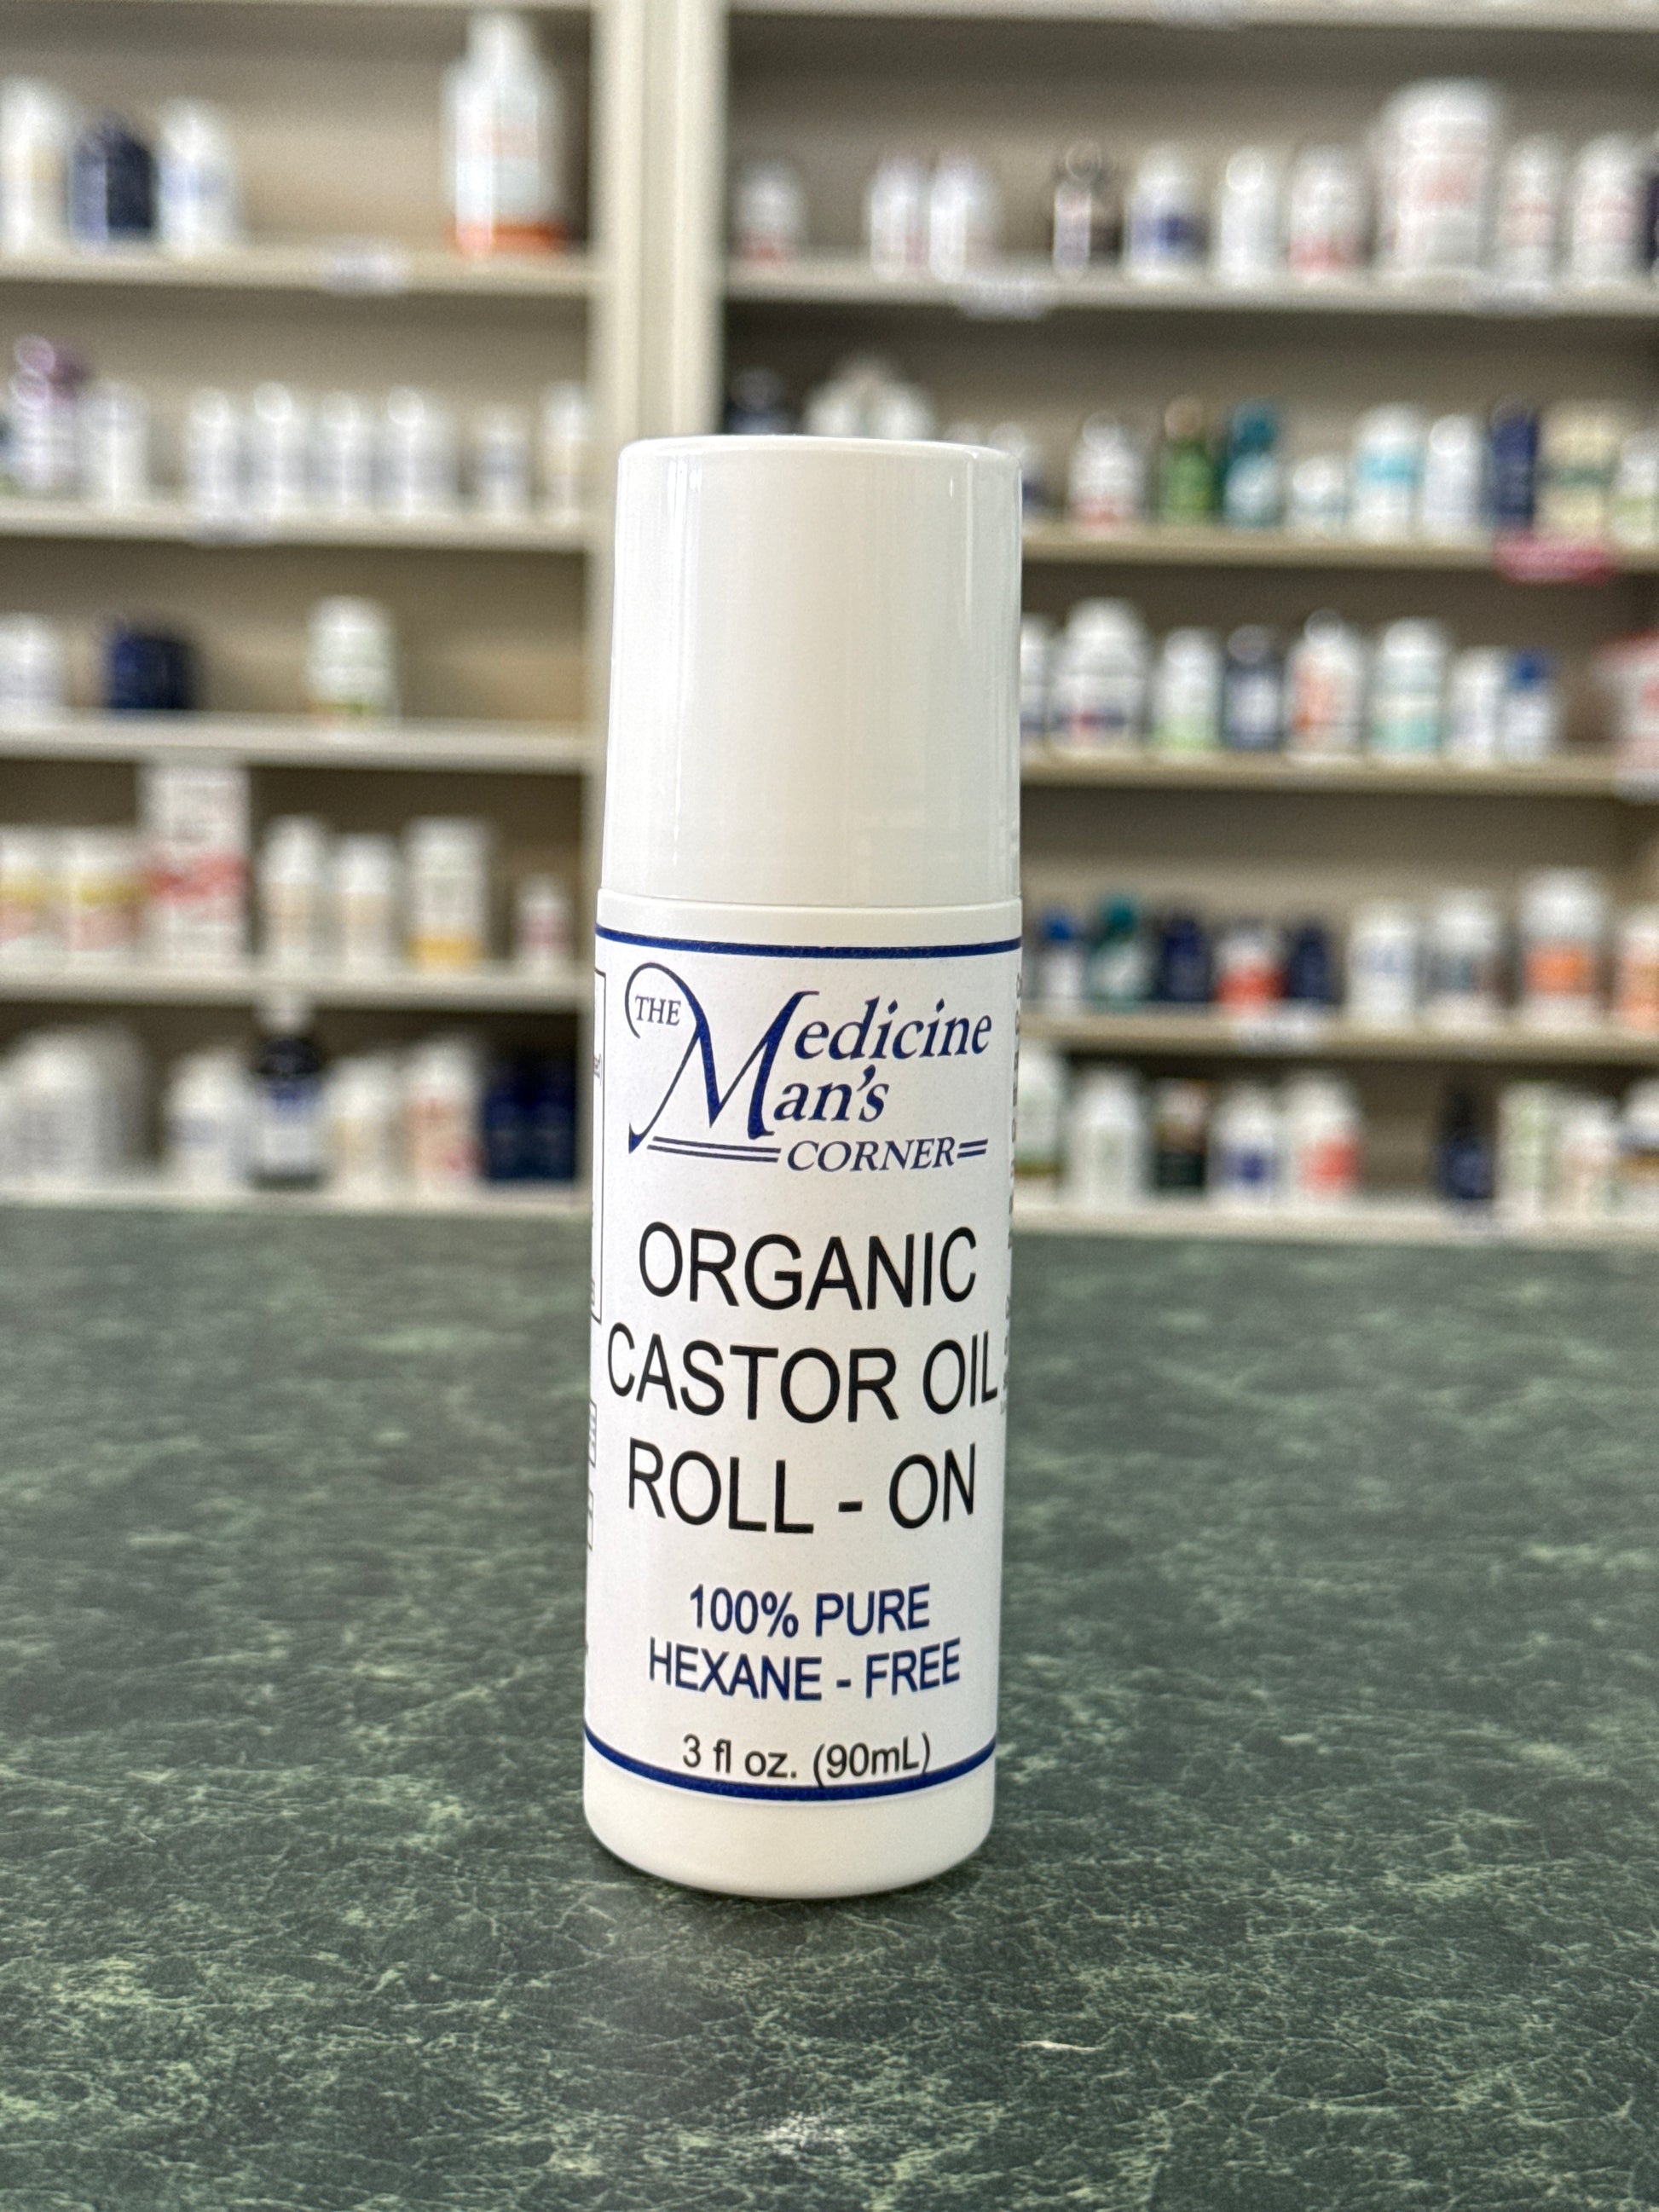 THE Medicine
Man's
CORNER
ORGANIC
CASTOR OIL
ROLL - ON
100% PURE
HEXANE - FREE
3 fl oz. (90mL)